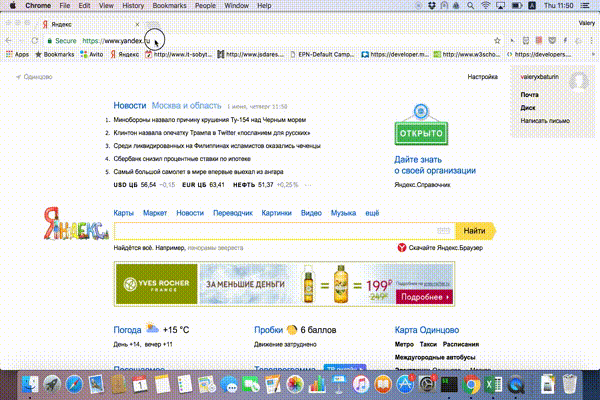 Chrome File Edit View History Bookmarks People Window Help Thu 11:50
Яндекс
Valery
Secure https://www.yandex.ru
Apps Bookmarks Avito Яндекс http://www.it-sobyt... http://www.jsdares... EPN-Default Camp... https://developer.m... http://www.w3scho... https://developers...
Одинцово
Настройка
valeryxbaturin
Почта
Диск
Написать письмо
Новости Москва и область 1 июня, четверг 11:50
1. Минобороны назвало причину крушения Ту-154 над Черным морем
2. Клинтон назвала опечатку Трампа в Twitter «посланием для русских»
3. Среди ликвидированных на Филиппинах исламистов оказались чеченцы
4. Сбербанк снизил процентные ставки по ипотеке
5. Самый большой самолет в мире впервые выехал из ангара
USD ЦБ 56,54 −0,15 EUR ЦБ 63,41 НЕФТЬ 51,37 +0,25%
ОТКРЫТО
Дайте знать
о своей организации
Яндекс.Справочник
Яндекс
Карты Маркет Новости Переводчик Картинки Видео Музыка ещё
Найти
Найдётся всё. Например,
Скачайте Яндекс.Браузер
YVES ROCHER
FRANCE
ЗА МЕНЬШИЕ ДЕНЬГИ
199₽
249₽
Подробнее
Погода +15 °C
День +14, вечер +11
Пробки 6 баллов
Движение затруднено
Карта Одинцово
Метро Такси Расписания
Междугородные автобусы